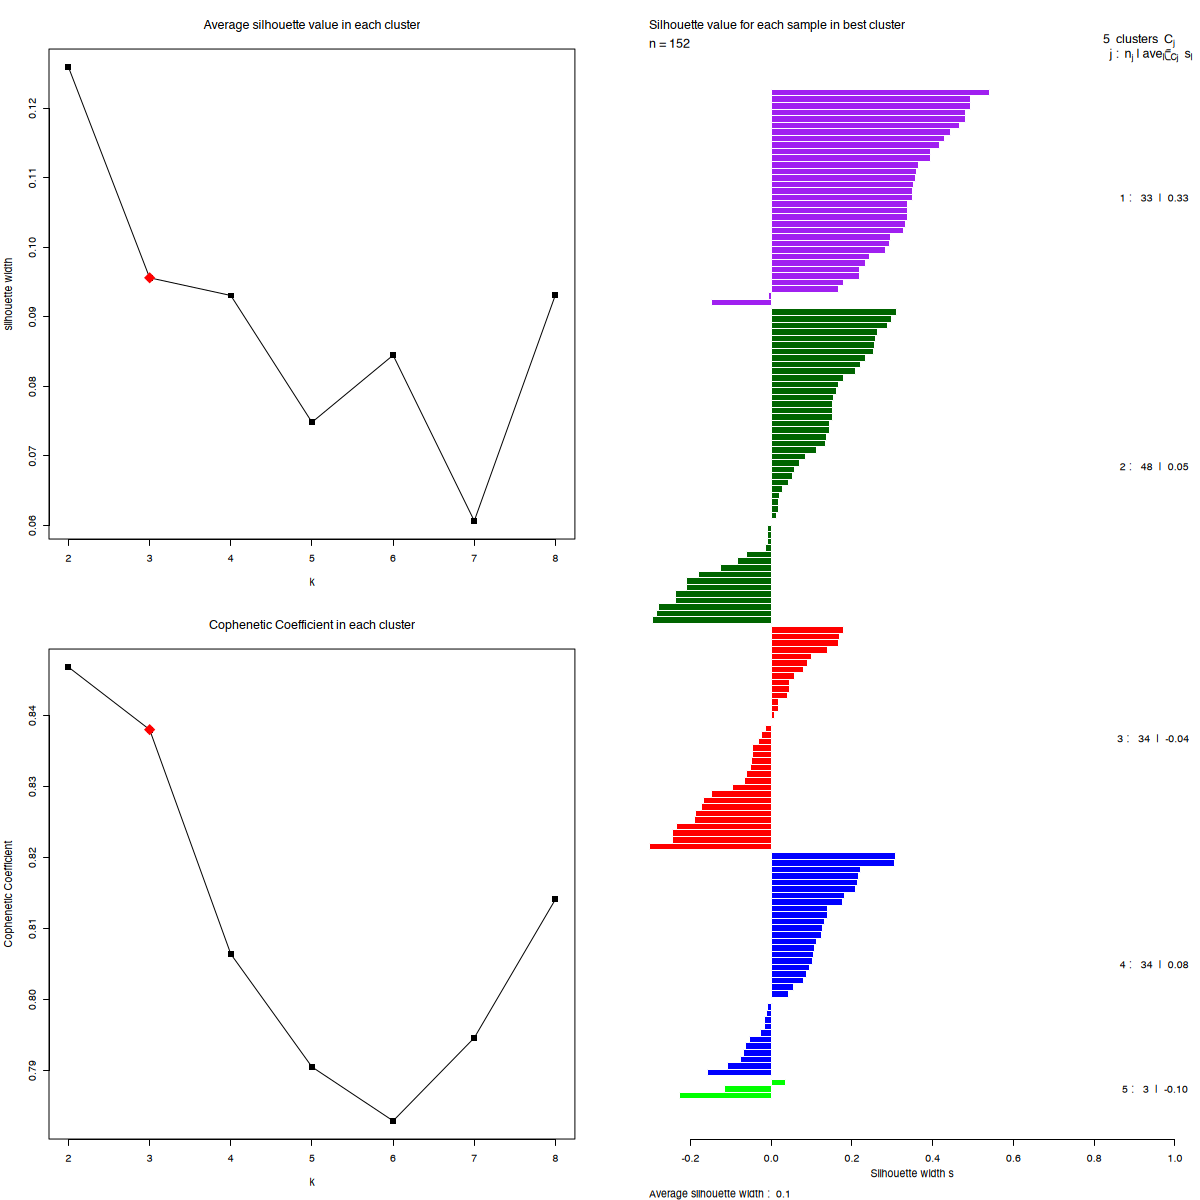 Average silhouette value in each cluster
0.12
0.11
0.10
0.09
0.08
0.07
0.06
silhouette width
2 3 4 5 6 7 8
k
Cophenetic Coefficient in each cluster
0.84
0.83
0.82
0.81
0.80
0.79
Cophenetic Coefficient
2 3 4 5 6 7 8
k
Silhouette value for each sample in best cluster
n = 152
5 clusters Cj
j : nj | avei∈Cj si
1 : 33 | 0.33
2 : 48 | 0.05
3 : 34 | -0.04
4 : 34 | 0.08
5 : 3 | -0.10
-0.2 0.0 0.2 0.4 0.6 0.8 1.0
Silhouette width s
Average silhouette width : 0.1